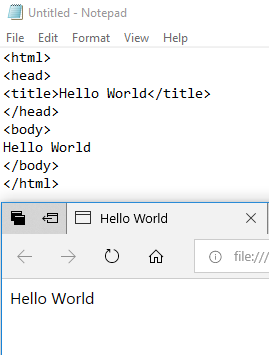 Untitled - Notepad
File Edit Format View Help
<html>
<head>
<title>Hello World</title>
</head>
<body>
Hello World
</body>
</html>
Hello World
file:///
Hello World